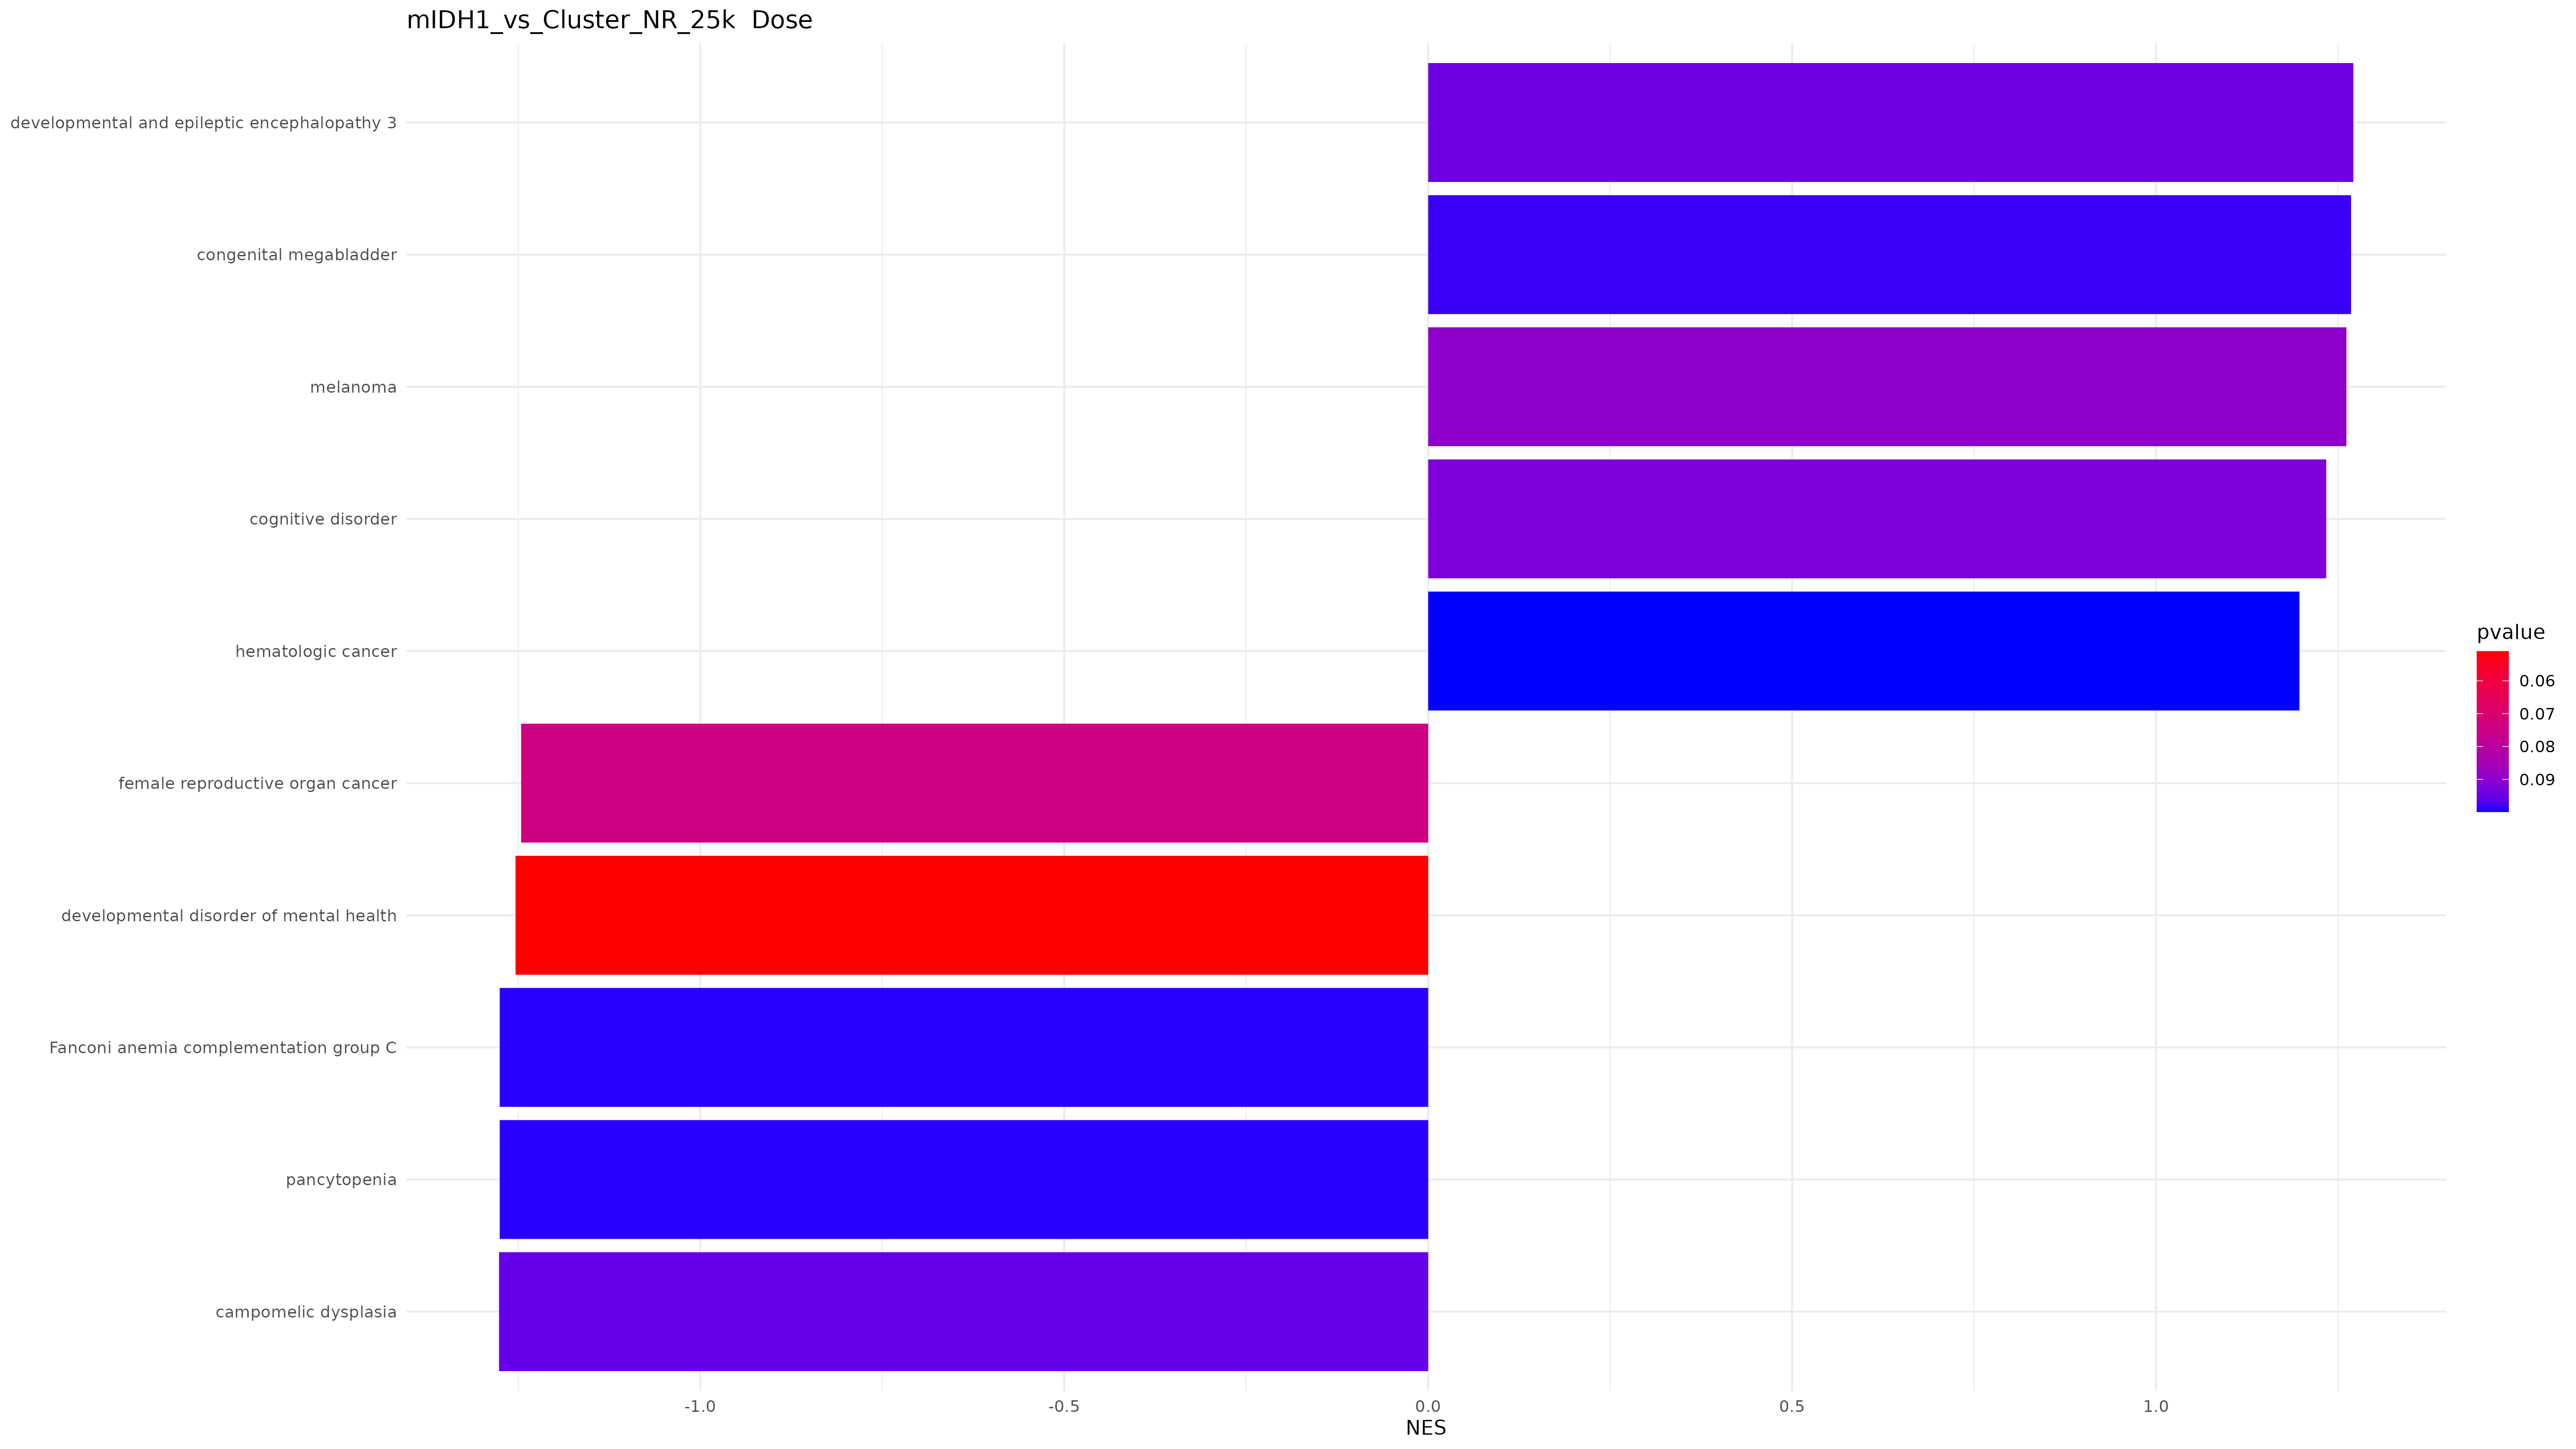 mIDH1_vs_Cluster_NR_25k  Dose
developmental and epileptic encephalopathy 3
congenital megabladder
melanoma
cognitive disorder
hematologic cancer
female reproductive organ cancer
developmental disorder of mental health
Fanconi anemia complementation group C
pancytopenia
campomelic dysplasia
-1.0 -0.5 0.0 0.5 1.0
NES
pvalue
0.06
0.07
0.08
0.09